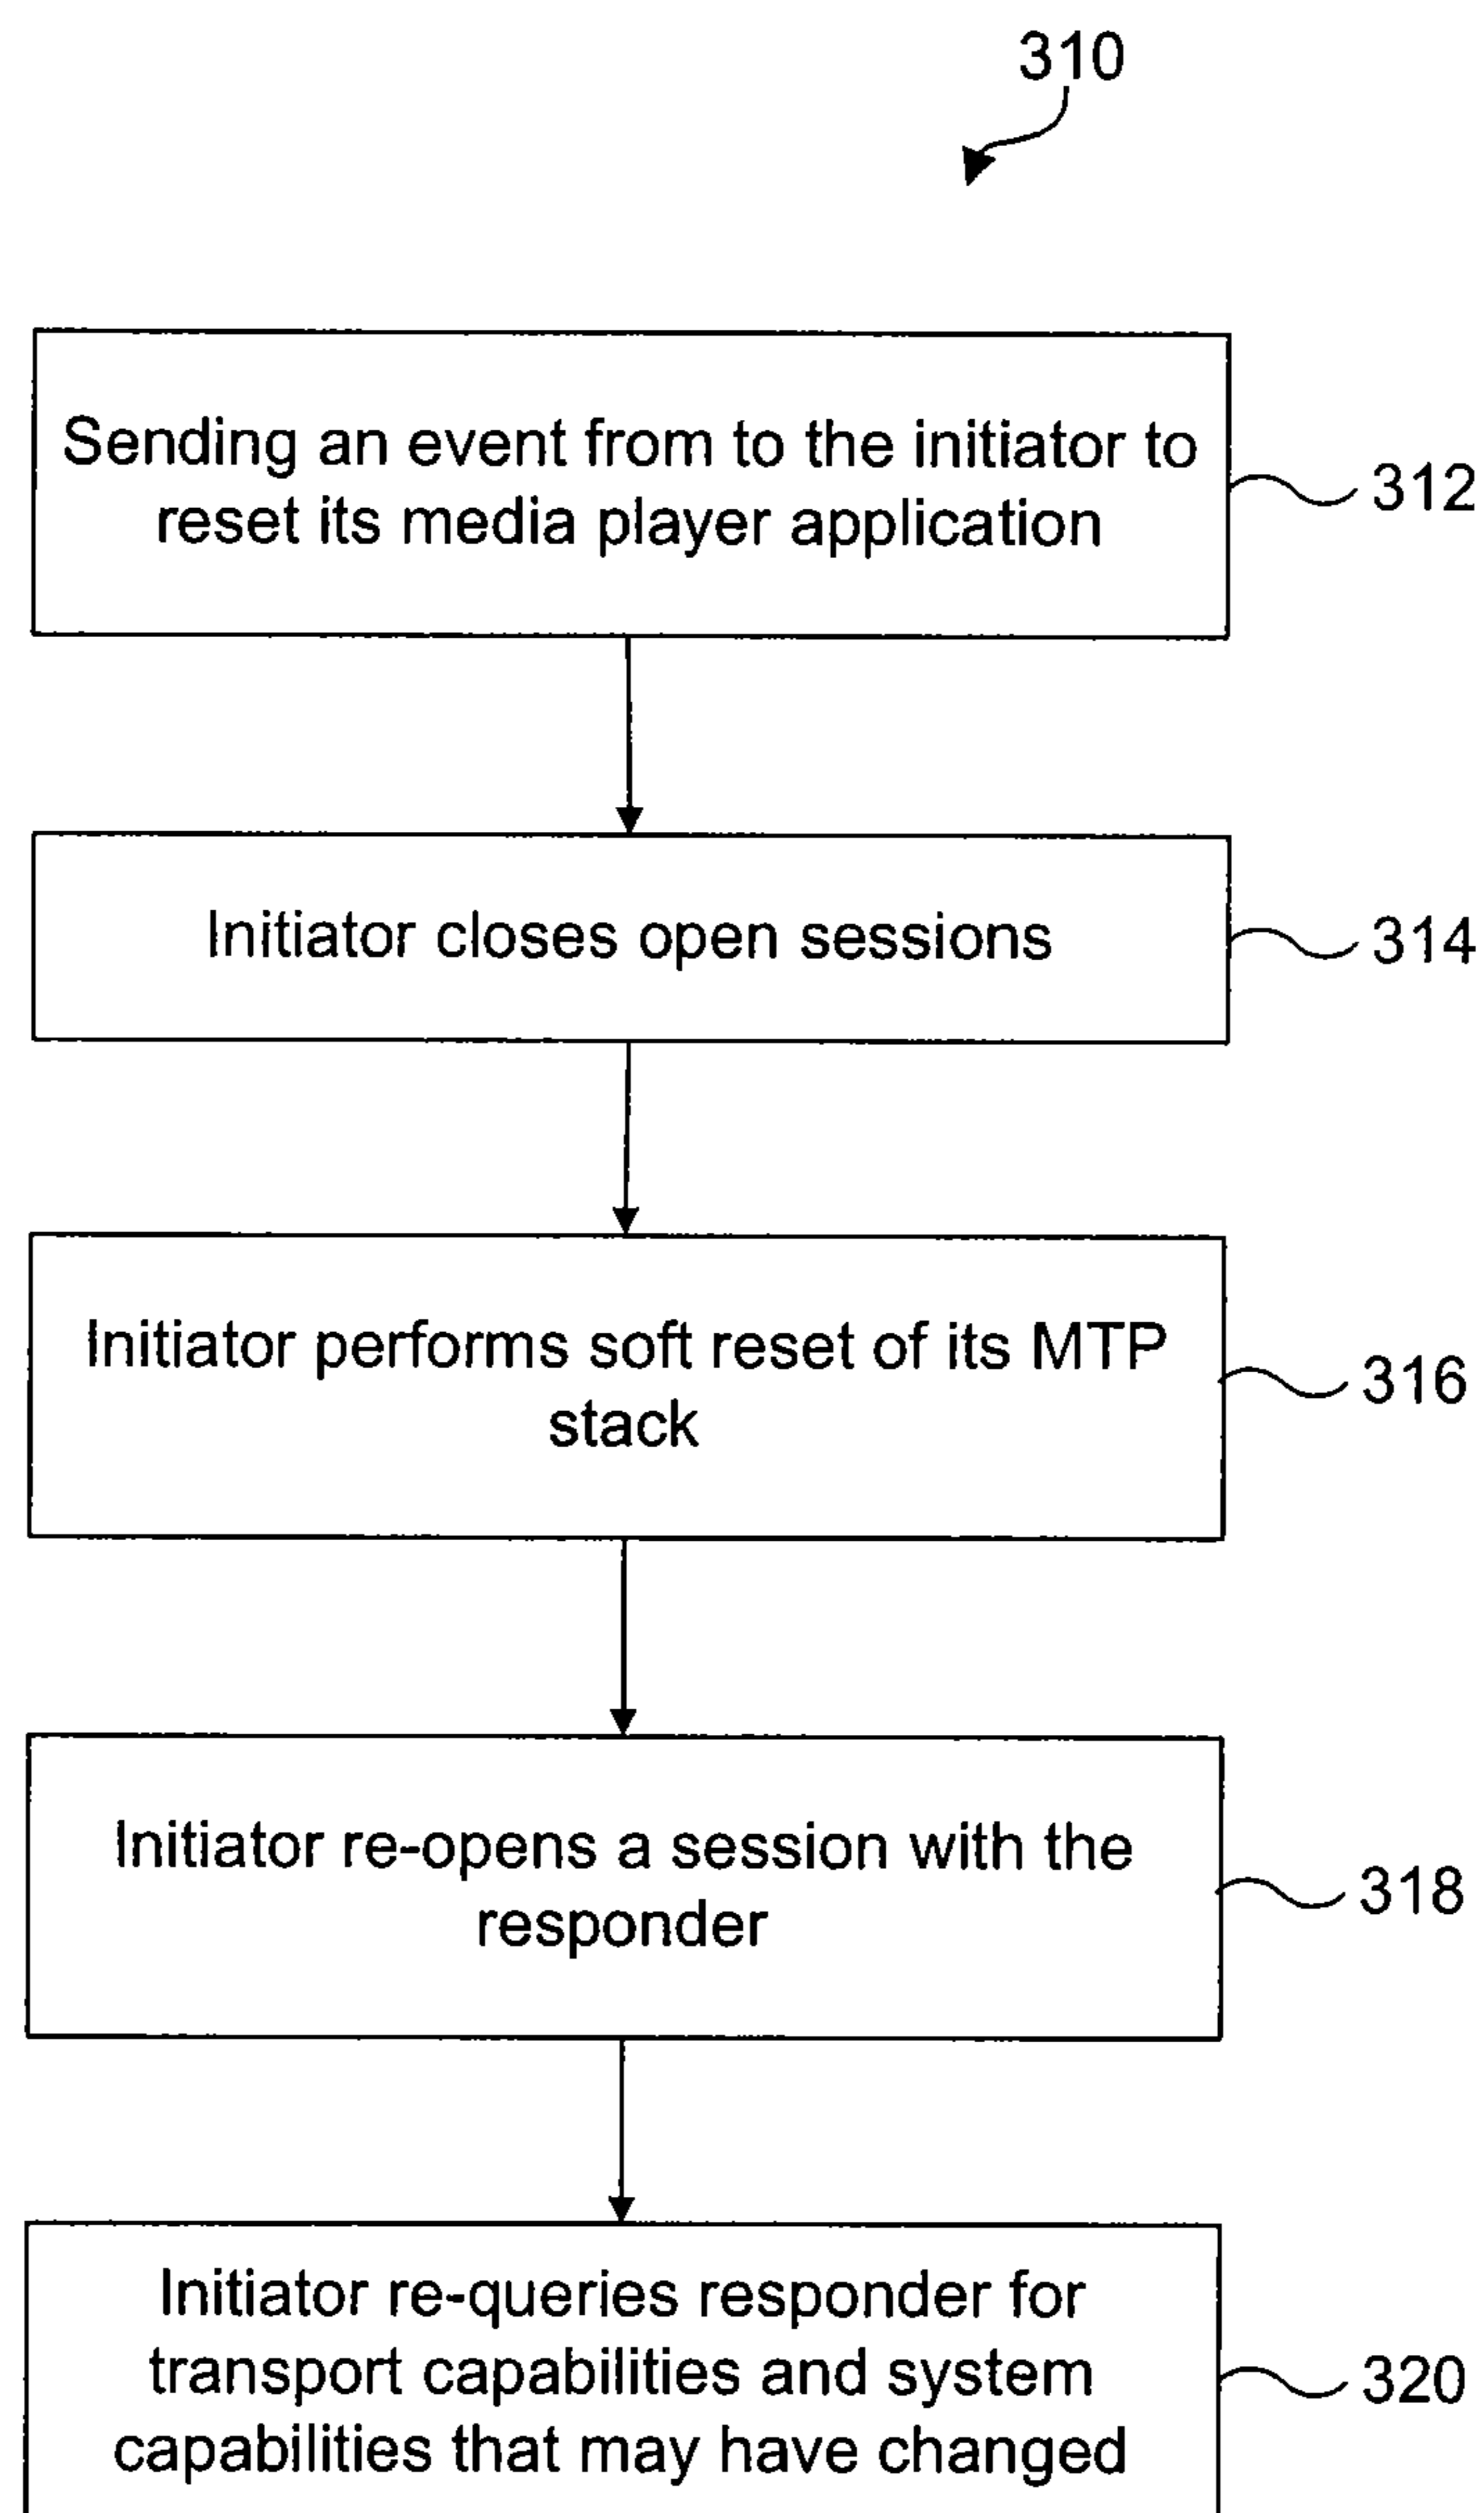 310
Sending an event from to the initiator to
reset its media player application
312
Initiator closes open sessions
314
Initiator performs soft reset of its MTP
stack
316
Initiator re-opens a session with the
responder
318
Initiator re-queries responder for
transport capabilities and system
capabilities that may have changed
320